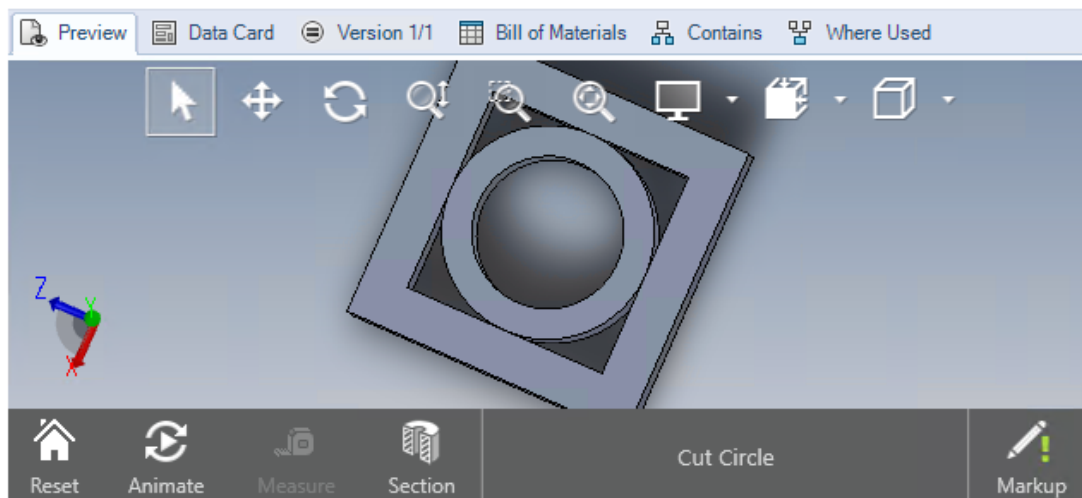 Preview Data Card Version 1/1 Bill of Materials Contains Where Used
Z
Y
X
Reset Animate Measure Section Cut Circle Markup